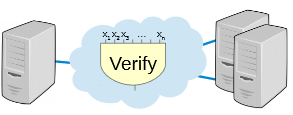 x₁ x₂ x₃ ... xₙ
Verify